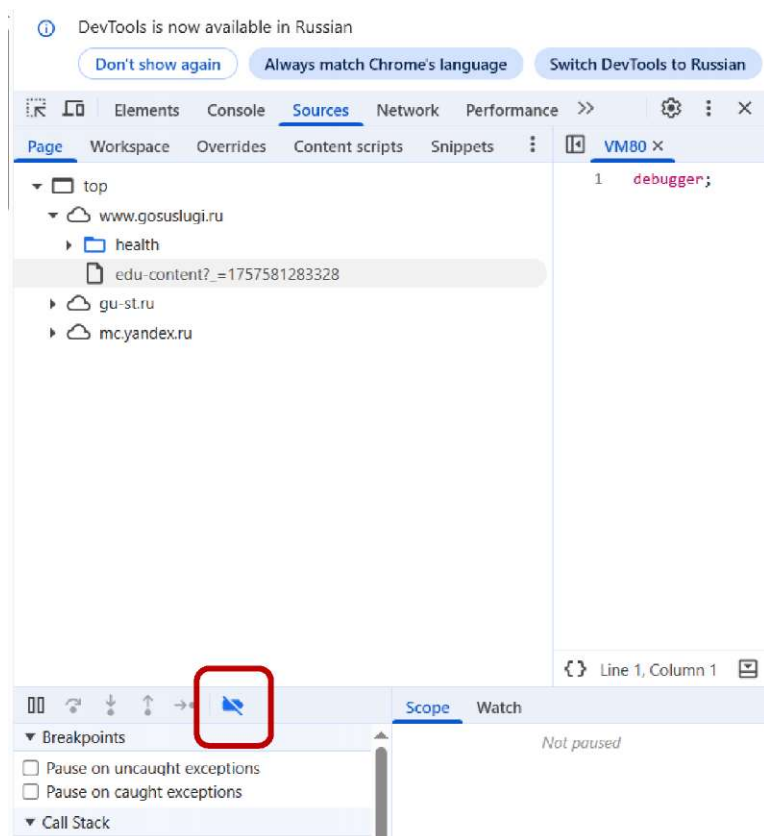 DevTools is now available in Russian
Don't show again Always match Chrome's language Switch DevTools to Russian
Elements Console Sources Network Performance
Page Workspace Overrides Content scripts Snippets VM80
top
www.gosuslugi.ru
health
edu-content?_=1757581283328
gu-st.ru
mc.yandex.ru
1 debugger;
{} Line 1, Column 1
Scope Watch
Breakpoints
Not paused
Pause on uncaught exceptions
Pause on caught exceptions
Call Stack